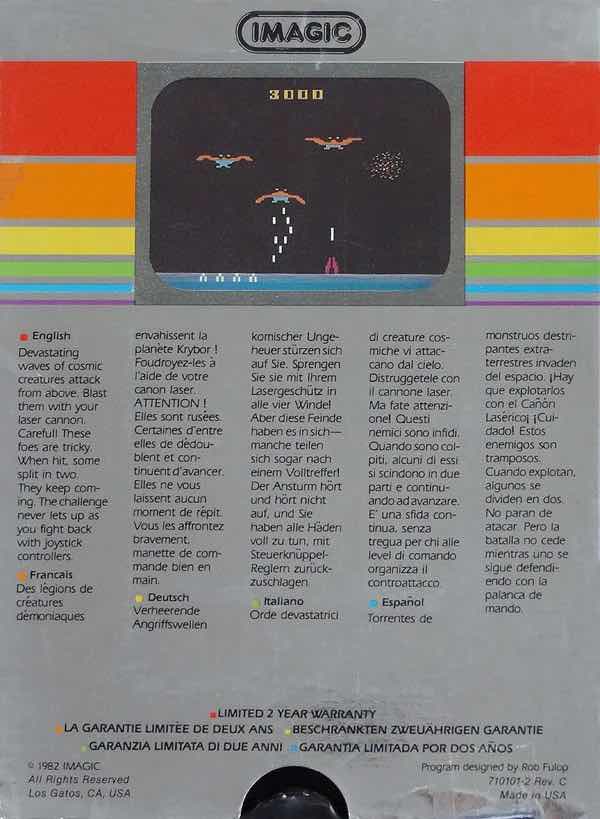 IMAGIC
3000
English
Devastating
waves of cosmic
creatures attack
from above. Blast
them with your
laser cannon.
Careful! These
foes are tricky.
When hit, some
split in two.
They keep com-
ing. The challenge
never lets up as
you fight back
with joystick
controllers.
Francais
Des légions de
créatures
démoniaques
envahissent la
planète Krybor !
Foudroyez-les à
l'aide de votre
canon laser.
ATTENTION !
Elles sont rusées.
Certaines d'entre
elles de dédou-
blent et con-
tinuent d'avancer.
Elles ne vous
laissent aucun
moment de répit.
Vous les affrontez
bravement,
manette de com-
mande bien en
main.
Deutsch
Verheerende
Angriffswellen
komischer Unge-
heuer stürzen sich
auf Sie. Sprengen
Sie sie mit Ihrem
Lasergeschütz in
alle vier Winde!
Aber diese Feinde
haben es in sich—
manche teilen
sich sogar nach
einem Volltreffer!
Der Ansturm hört
und hört nicht
auf, und Sie
haben alle Häden
voll zu tun, mit
Steuerknüppel-
Reglern zurück-
zuschlagen.
Italiano
Orde devastatrici
di creature cos-
miche vi attac-
cano dal cielo.
Distruggetele con
il cannone laser.
Ma fate attenzi-
one! Questi
nemici sono infidi.
Quando sono col-
piti, alcuni di essi
si scindono in due
parti e continu-
ando ad avanzare.
E' una sfida con-
tinua, senza
tregua per chi alle
level di comando
organizza il
controattacco.
Español
Torrentes de
monstruos destri-
pantes extra-
terrestres invaden
del espacio. ¡Hay
que explotarlos
con el Cañón
Lasérico¡ ¡Cui-
dado! Estos
enemigos son
tramposos.
Cuando explotan,
algunos se
dividen en dos.
No paran de
atacar. Pero la
batalla no cede
mientras uno se
sigue defendi-
endo con la
palanca de
mando.
LIMITED 2 YEAR WARRANTY
LA GARANTIE LIMITÉE DE DEUX ANS BESCHRÄNKTEN ZWEIJÄHRIGEN GARANTIE
GARANZIA LIMITATA DI DUE ANNI GARANTIA LIMITADA POR DOS AÑOS
© 1982 IMAGIC
All Rights Reserved
Los Gatos, CA, USA
Program designed by Rob Fulop
710101-2 Rev. C
Made in USA